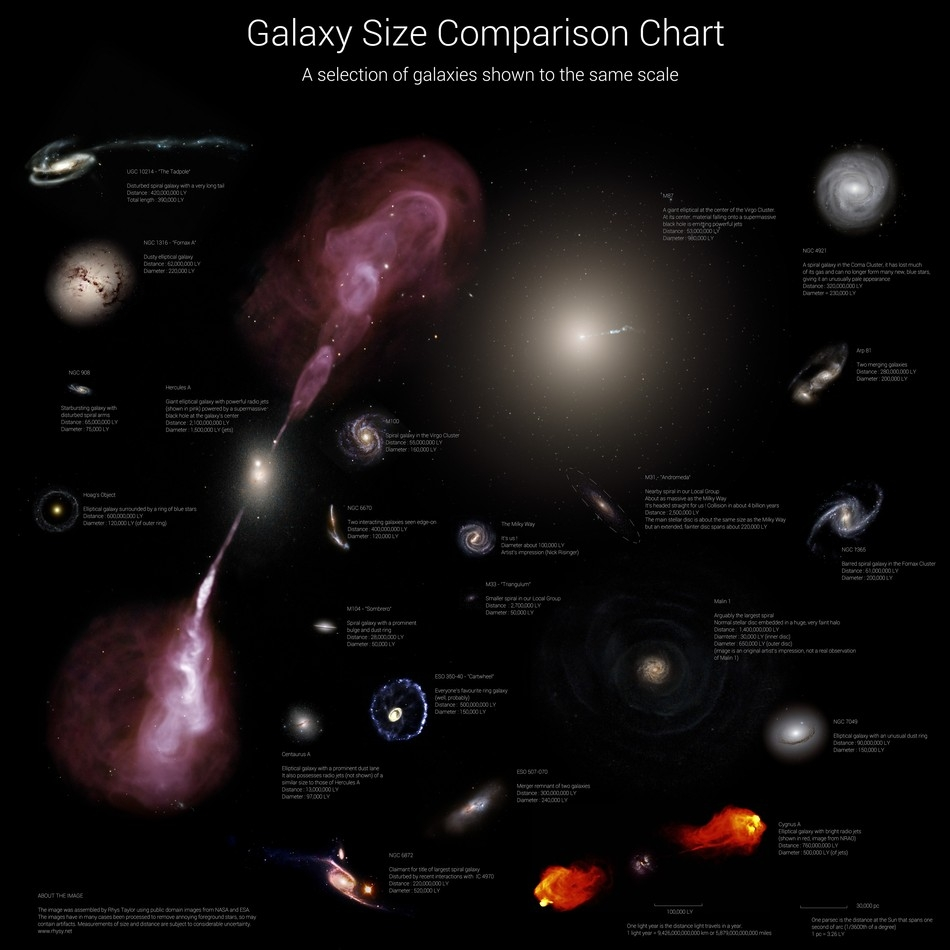 Galaxy Size Comparison Chart
A selection of galaxies shown to the same scale
UGC 10214 - "The Tadpole"
Disturbed spiral galaxy with a very long tail
Distance : 420,000,000 LY
Total length : 390,000 LY
NGC 1316 - "Fornax A"
Dusty elliptical galaxy
Distance : 62,000,000 LY
Diameter : 220,000 LY
M87
A giant elliptical at the center of the Virgo Cluster.
At its center, material falling onto a supermassive
black hole is emitting powerful jets
Distance : 53,000,000 LY
Diameter : 980,000 LY
NGC 4921
A spiral galaxy in the Coma Cluster, it has lost much
of its gas and can no longer form many new, blue stars,
giving it an unusually pale appearance
Distance : 320,000,000 LY
Diameter = 230,000 LY
Arp 81
Two merging galaxies
Distance : 280,000,000 LY
Diameter : 200,000 LY
NGC 908
Starbursting galaxy with
disturbed spiral arms
Distance : 65,000,000 LY
Diameter : 75,000 LY
Hercules A
Giant elliptical galaxy with powerful radio jets
(shown in pink) powered by a supermassive
black hole at the galaxy's center
Distance : 2,100,000,000 LY
Diameter : 1,500,000 LY (jets)
M100
Spiral galaxy in the Virgo Cluster
Distance : 55,000,000 LY
Diameter : 160,000 LY
Hoag's Object
Elliptical galaxy surrounded by a ring of blue stars
Distance : 600,000,000 LY
Diameter : 120,000 LY (of outer ring)
NGC 5670
Two interacting galaxies seen edge-on
Distance : 400,000,000 LY
Diameter : 120,000 LY
The Milky Way
It's us !
Diameter about 100,000 LY
Artist's impression (Nick Risinger)
M31,- "Andromeda"
Nearby spiral in our Local Group
About as massive as the Milky Way
It's headed straight for us ! Collision in about 4 billion years
Distance : 2,500,000 LY
The main stellar disc is about the same size as the Milky Way
but an extended, fainter disc spans about 220,000 LY
NGC 1365
Barred spiral galaxy in the Fornax Cluster
Distance : 61,000,000 LY
Diameter : 200,000 LY
M33 - "Triangulum"
Smaller spiral in our Local Group
Distance : 2,700,000 LY
Diameter : 50,000 LY
M104 - "Sombrero"
Spiral galaxy with a prominent
bulge and dust ring
Distance : 28,000,000 LY
Diameter : 50,000 LY
Malin 1
Arguably the largest spiral
Normal stellar disc embedded in a huge, very faint halo
Distance : 1,400,000,000 LY
Diamteter : 30,000 LY (inner disc)
Diameter : 650,000 LY (outer disc)
(Image is an original artist's impression, not a real observation
of Malin 1)
ESO 350-40 - "Cartwheel"
Everyone's favourite ring galaxy
(well, probably)
Distance : 500,000,000 LY
Diameter : 150,000 LY
Centaurus A
Elliptical galaxy with a prominent dust lane
It also possesses radio jets (not shown) of a
similar size to those of Hercules A
Distance : 13,000,000 LY
Diameter : 97,000 LY
NGC 7049
Elliptical galaxy with an unusual dust ring
Distance : 90,000,000 LY
Diameter : 150,000 LY
ESO 507-070
Merger remnant of two galaxies
Distance : 300,000,000 LY
Diameter : 240,000 LY
Cygnus A
Elliptical galaxy with bright radio jets
(shown in red, image from NRAO)
Distance : 760,000,000 LY
Diameter : 500,000 LY (of jets)
NGC 6872
Claimant for title of largest spiral galaxy
Disturbed by recent interactions with IC 4970
Distance : 220,000,000 LY
Diameter : 520,000 LY
ABOUT THE IMAGE
The image was assembled by Rhys Taylor using public domain images from NASA and ESA.
The images have in many cases been processed to remove annoying foreground stars, so may
contain artifacts. Measurements of size and distance are subject to considerable uncertainty.
www.rhysy.net
100,000 LY
One light year is the distance light travels in a year.
1 light year = 9,426,000,000,000 km or 5,879,000,000,000 miles
30,000 pc
One parsec is the distance at the Sun that spans one
second of arc (1/3600th of a degree)
1 pc = 3.26 LY